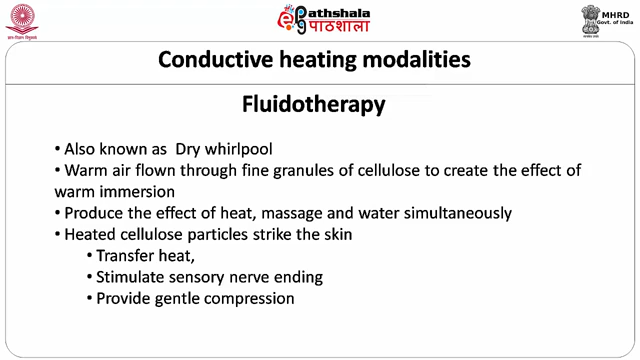 Pathshala
पाठशाला
MHRD
Govt. of India
Conductive heating modalities
Fluidotherapy
• Also known as Dry whirlpool
• Warm air flown through fine granules of cellulose to create the effect of
warm immersion
• Produce the effect of heat, massage and water simultaneously
• Heated cellulose particles strike the skin
• Transfer heat,
• Stimulate sensory nerve ending
• Provide gentle compression